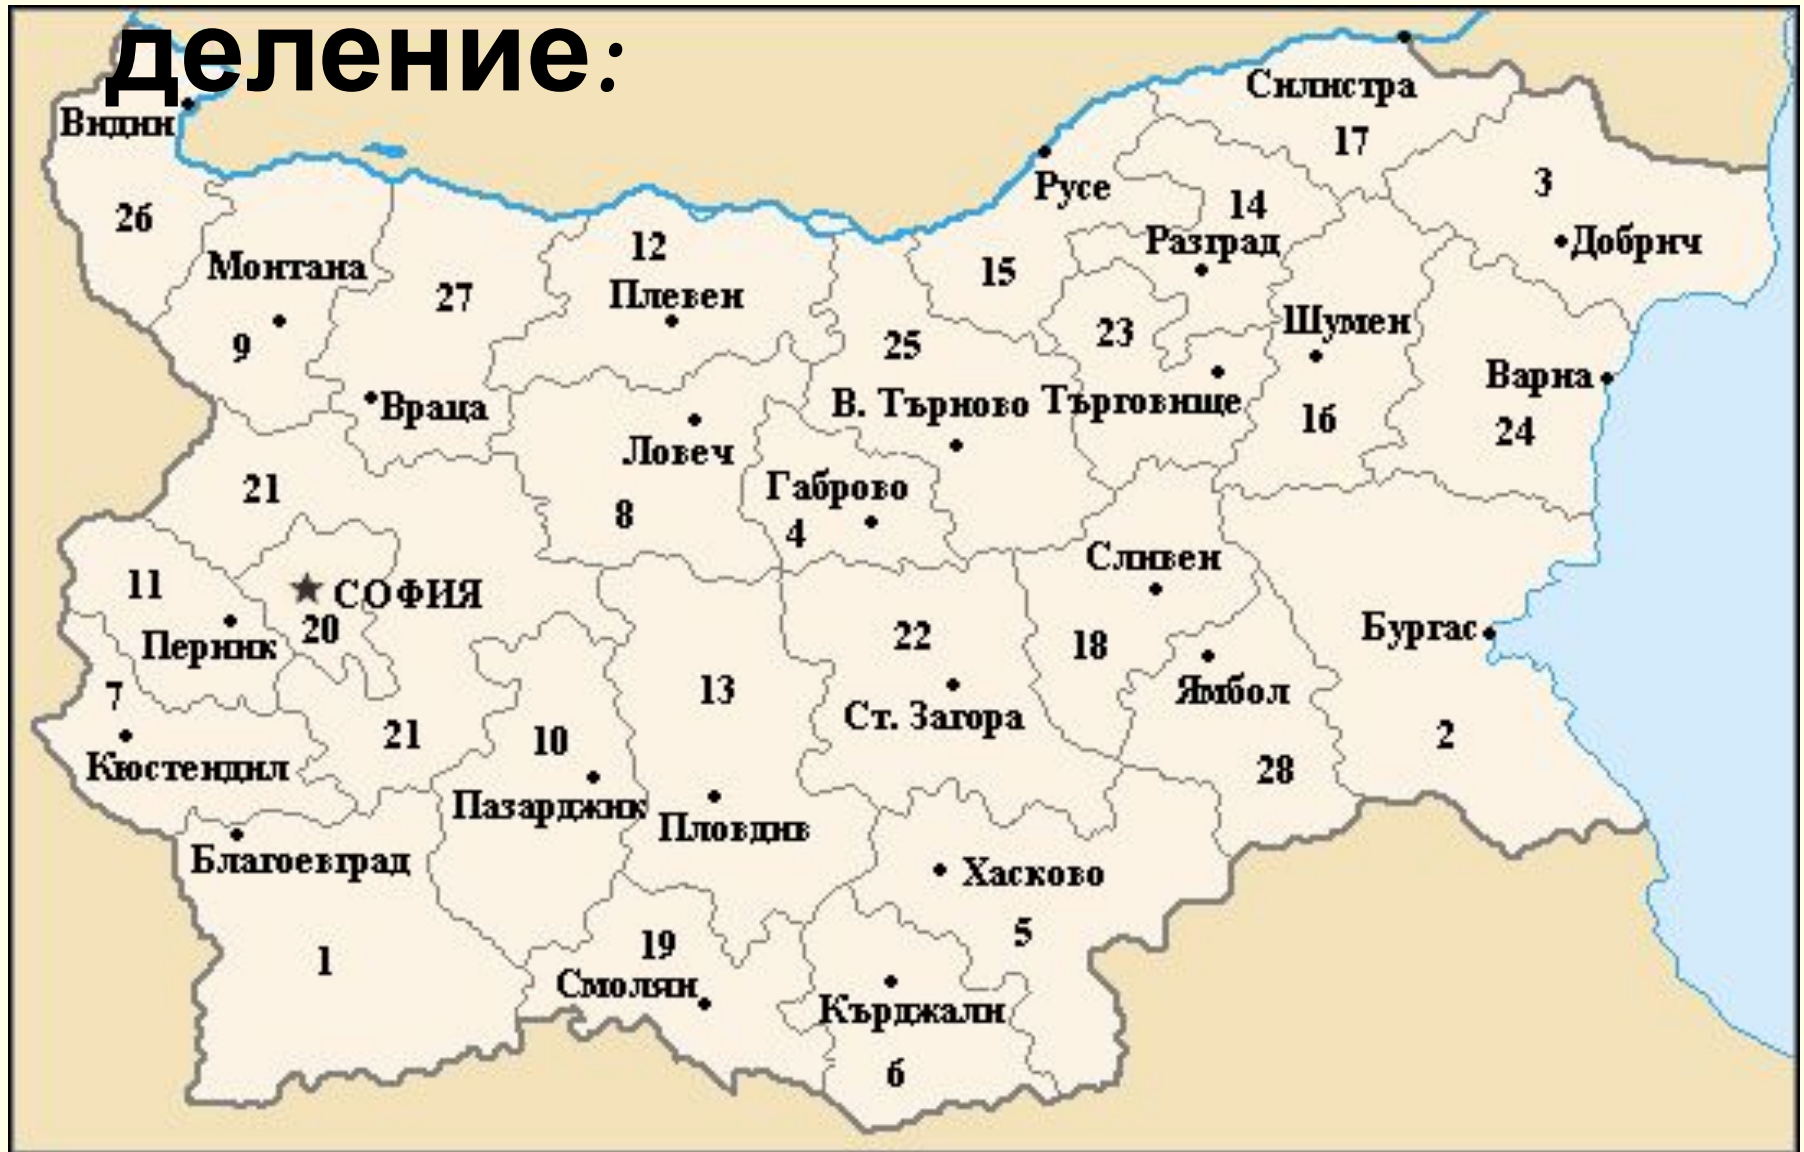 деление:
Силистра
Видин
17
3
Русе
14
26
Разград
Добрич
12
Монтана
15
27
Плевен
Шумен
23
9
25
Варна
Враца
В. Търново
Търговище
16
24
Ловеч
21
Габрово
8
4
Сливен
11
СОФИЯ
20
Перник
22
Бургас
18
7
13
Ямбол
Ст. Загора
21
10
2
Кюстендил
28
Пазарджик
Пловдив
Благоевград
Хасково
5
19
1
Смолян
Кърджали
6